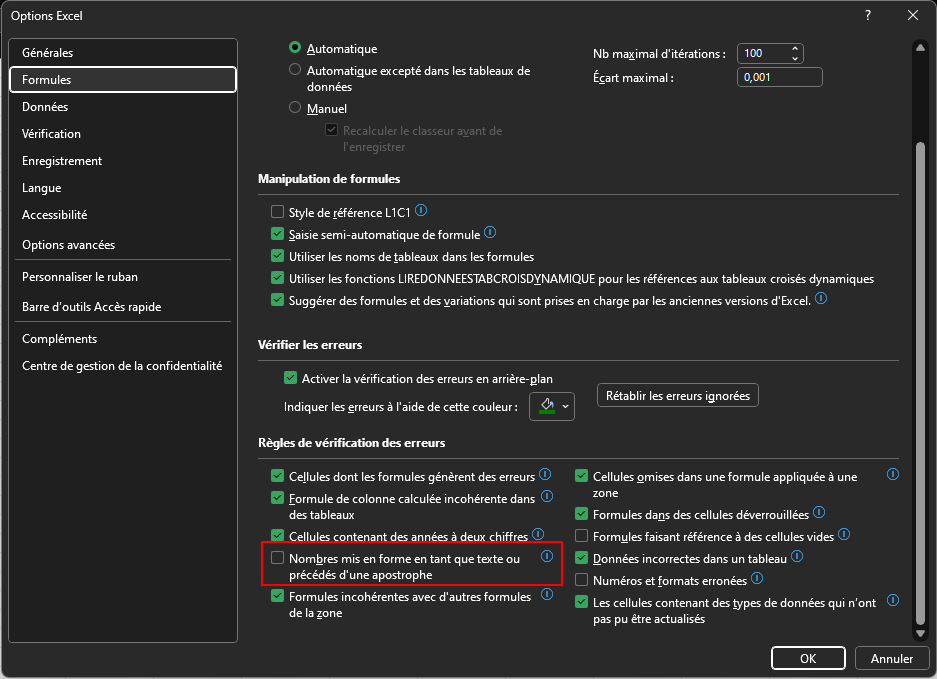 Options Excel
?
Générales
Formules
Données
Vérification
Enregistrement
Langue
Accessibilité
Options avancées
Personnaliser le ruban
Barre d'outils Accès rapide
Compléments
Centre de gestion de la confidentialité
Automatique
Automatique excepté dans les tableaux de
données
Manuel
Recalculer le classeur avant de
l'enregistrer
Nb maximal d'itérations :
100
Écart maximal :
0,001
Manipulation de formules
Style de référence L1C1
Saisie semi-automatique de formule
Utiliser les noms de tableaux dans les formules
Utiliser les fonctions LIREDONNEESTABCROISDYNAMIQUE pour les références aux tableaux croisés dynamiques
Suggérer des formules et des variations qui sont prises en charge par les anciennes versions d'Excel.
Vérifier les erreurs
Activer la vérification des erreurs en arrière-plan
Indiquer les erreurs à l'aide de cette couleur :
Rétablir les erreurs ignorées
Règles de vérification des erreurs
Cellules dont les formules génèrent des erreurs
Formule de colonne calculée incohérente dans
des tableaux
Cellules contenant des années à deux chiffres
Nombres mis en forme en tant que texte ou
précédés d'une apostrophe
Formules incohérentes avec d'autres formules
de la zone
Cellules omises dans une formule appliquée à une
zone
Formules dans des cellules déverrouillées
Formules faisant référence à des cellules vides
Données incorrectes dans un tableau
Numéros et formats erronées
Les cellules contenant des types de données qui n'ont
pas pu être actualisés
OK
Annuler